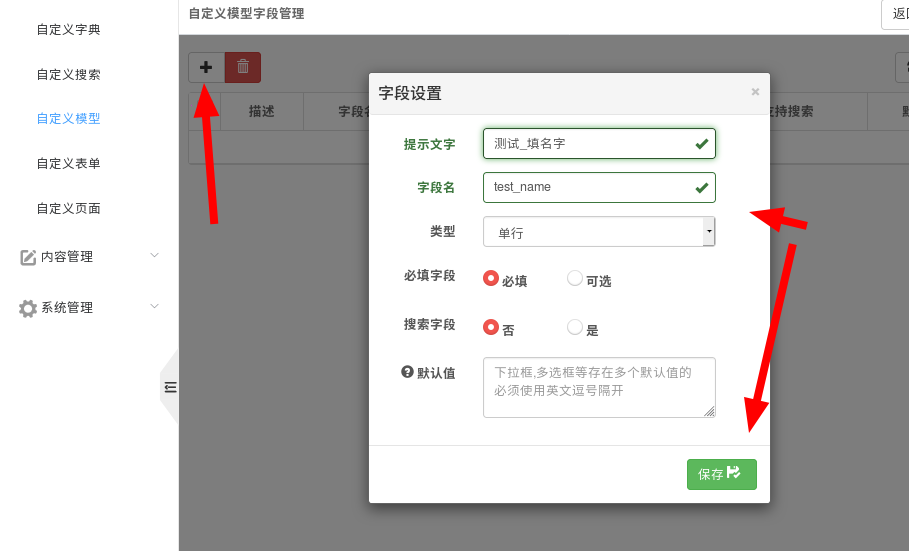 自定义字典
自定义搜索
自定义模型
自定义表单
自定义页面
内容管理
系统管理
自定义模型字段管理
描述
字段
搜索
字段设置
×
提示文字
测试_填名字
字段名
test_name
类型
单行
必填字段
必填
可选
搜索字段
否
是
默认值
下拉框,多选框等存在多个默认值的
必须使用英文逗号隔开
保存